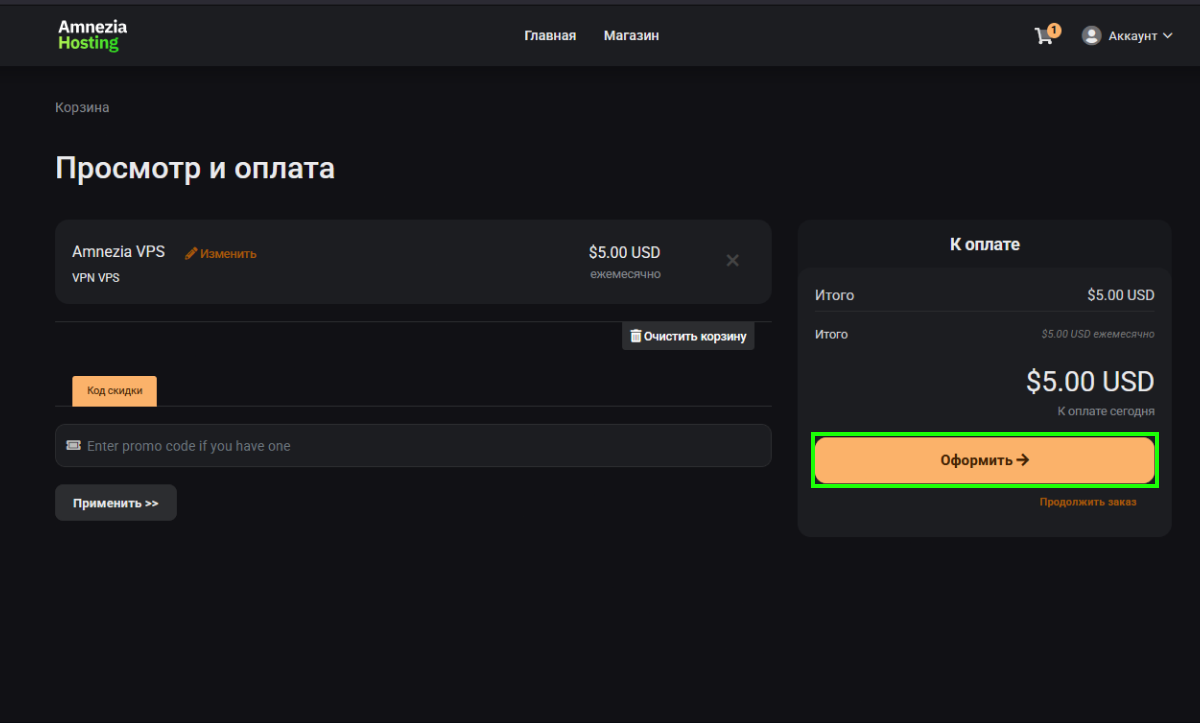 Amnezia
Hosting
Главная
Магазин
1
Аккаунт
Корзина
Просмотр и оплата
Amnezia VPS
Изменить
VPN VPS
$5.00 USD
ежемесячно
Очистить корзину
Код скидки
Enter promo code if you have one
Применить >>
К оплате
Итого
$5.00 USD
Итого
$5.00 USD ежемесячно
$5.00 USD
К оплате сегодня
Оформить →
Продолжить заказ